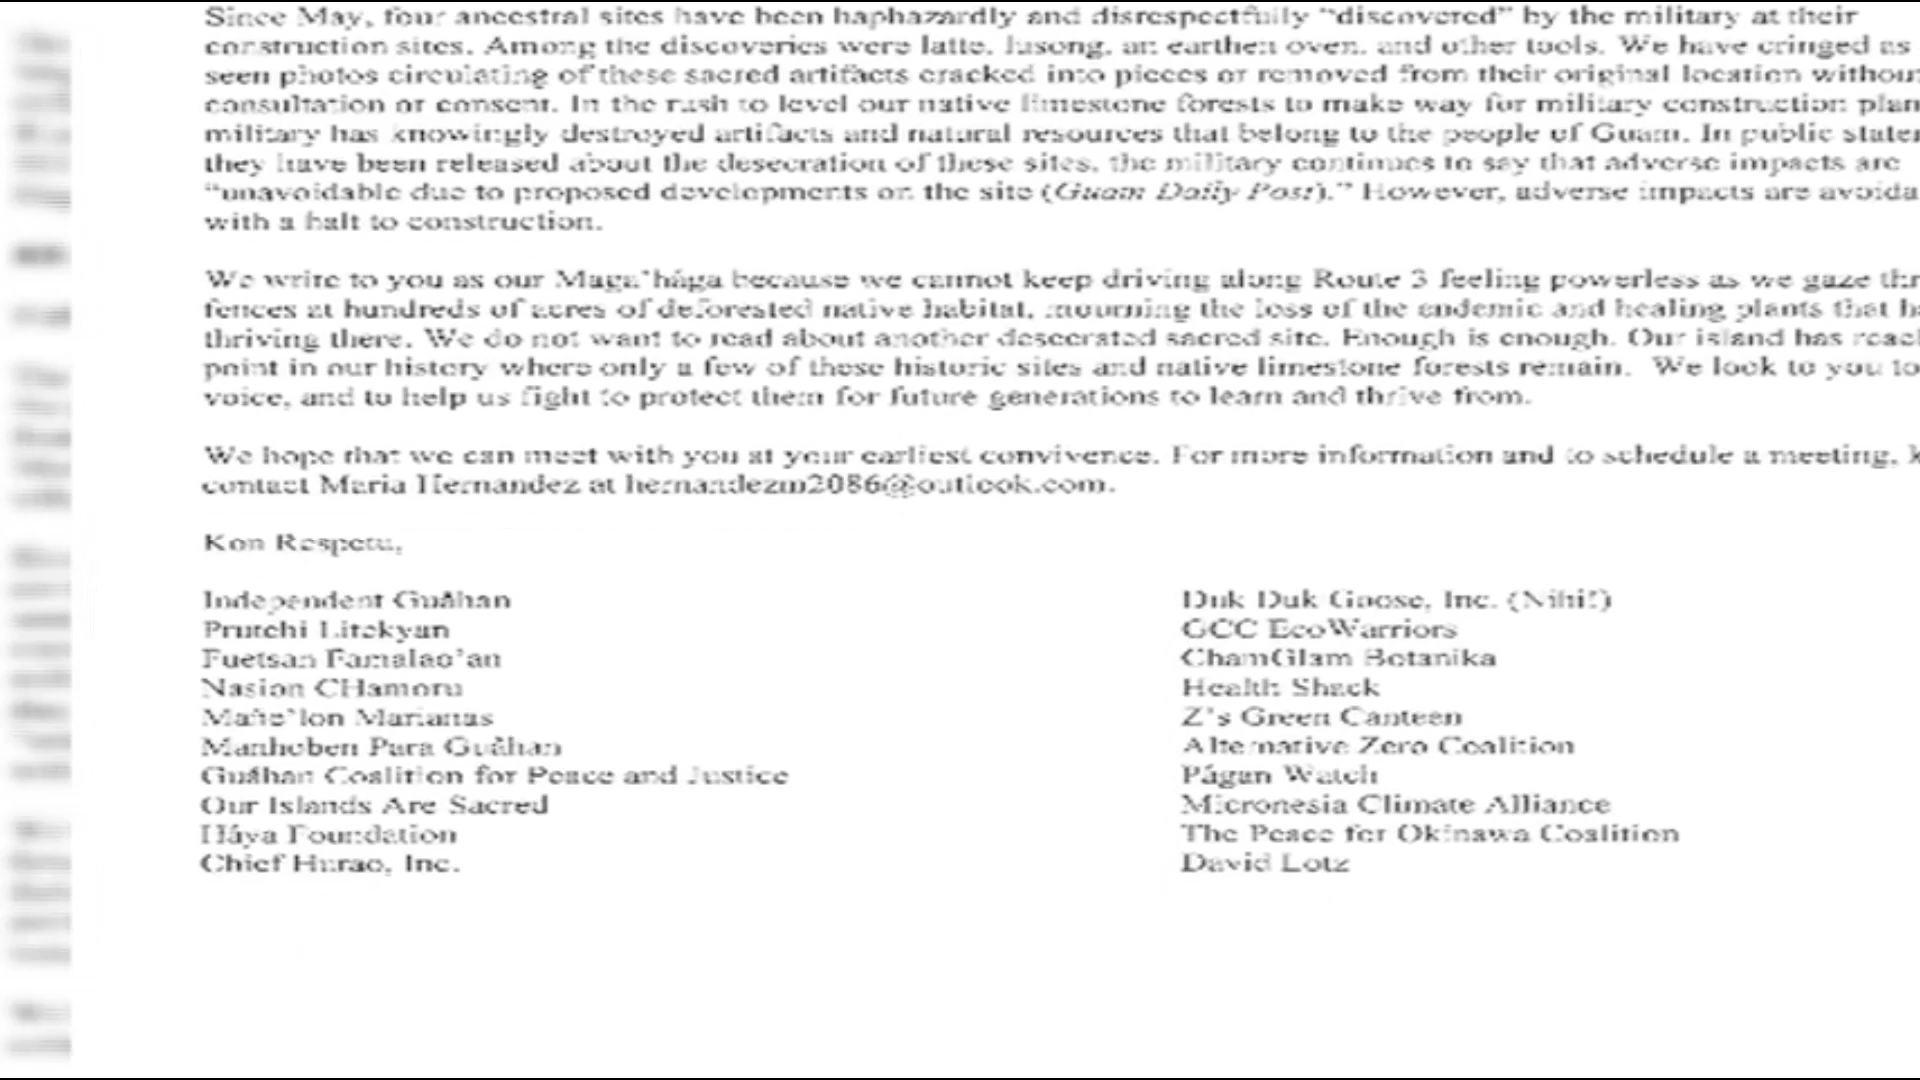 Since May, four ancestral sites have been haphazardly and disrespectfully “discovered” by the military at their
construction sites. Among the discoveries were latte, lusong, an earthen oven, and other tools. We have cringed as
seen photos circulating of these sacred artifacts cracked into pieces or removed from their original location
consultation or consent. In the rush to level our native limestone forests to make way for military construction
military has knowingly destroyed artifacts and natural resources that belong to the people of Guam. In public
they have been released about the desecration of these sites, the military continues to say that adverse impacts are
“unavoidable due to proposed developments on the site (Guam Daily Post).” However, adverse impacts are
with a halt to construction.
We write to you as our Maga’håga because we cannot keep driving along Route 3 feeling powerless as we gaze
fences at hundreds of acres of deforested native habitat, mourning the loss of the endemic and healing plants that
thriving there. We do not want to read about another desecrated sacred site. Enough is enough. Our island has
point in our history where only a few of these historic sites and native limestone forests remain. We look to you to
voice, and to help us fight to protect them for future generations to learn and thrive from.
We hope that we can meet with you at your earliest convivence. For more information and to schedule a meeting,
contact Maria Hernandez at hernandezm2086@outlook.com.
Kon Respetu,
Independent Guåhan
Prutehi Litekyan
Fuetsan Famalao’an
Nasion CHamoru
Mañe’lon Marianas
Manhoben Para Guåhan
Guåhan Coalition for Peace and Justice
Our Islands Are Sacred
Håya Foundation
Chief Hurao, Inc.
Duk Duk Goose, Inc. (Nihi!)
GCC EcoWarriors
ChamGlam Botanika
Health Shack
Z’s Green Canteen
Alternative Zero Coalition
Pågan Watch
Micronesia Climate Alliance
The Peace for Okinawa Coalition
David Lotz